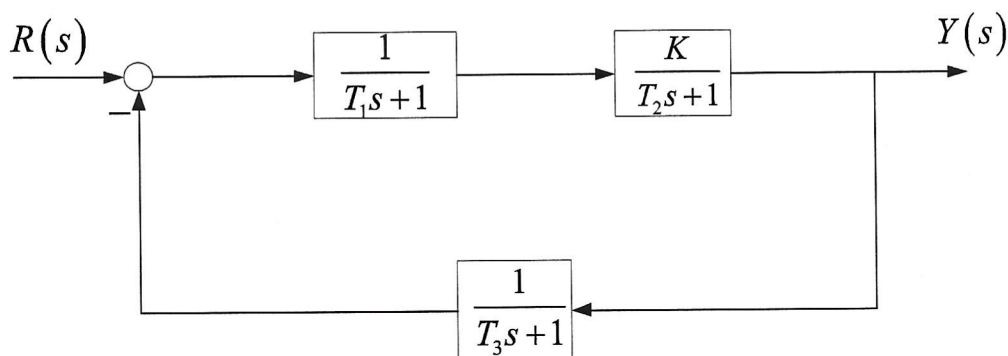 R(s)
1
T₁s+1
K
T₂s+1
Y(s)
−
1
T₃s+1